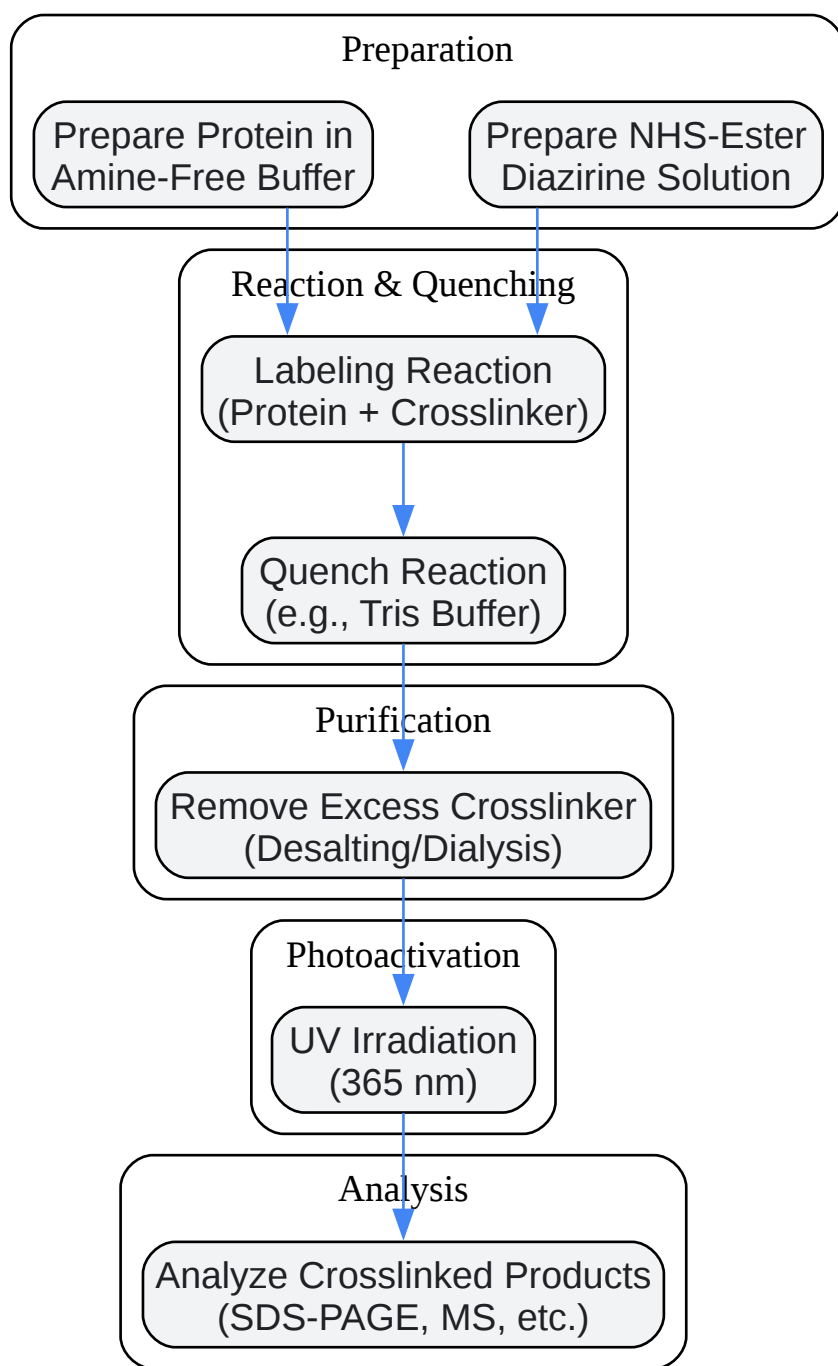 Preparation
Prepare Protein in
Amine-Free Buffer
Prepare NHS-Ester
Diazirine Solution
Reaction & Quenching
Labeling Reaction
(Protein + Crosslinker)
Quench Reaction
(e.g., Tris Buffer)
Purification
Remove Excess Crosslinker
(Desalting/Dialysis)
Photoactivation
UV Irradiation
(365 nm)
Analysis
Analyze Crosslinked Products
(SDS-PAGE, MS, etc.)